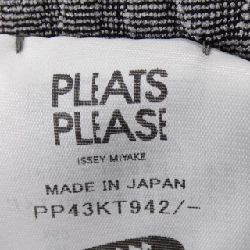 PLEATS
PLEASE
ISSEY MIYAKE
MADE IN JAPAN
PP43KT942/-